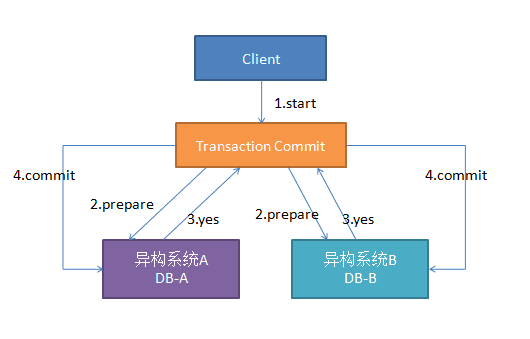 Client
1.start
Transaction Commit
4.commit
4.commit
2.prepare
3.yes
2.prepare
3.yes
异构系统A
DB-A
异构系统B
DB-B